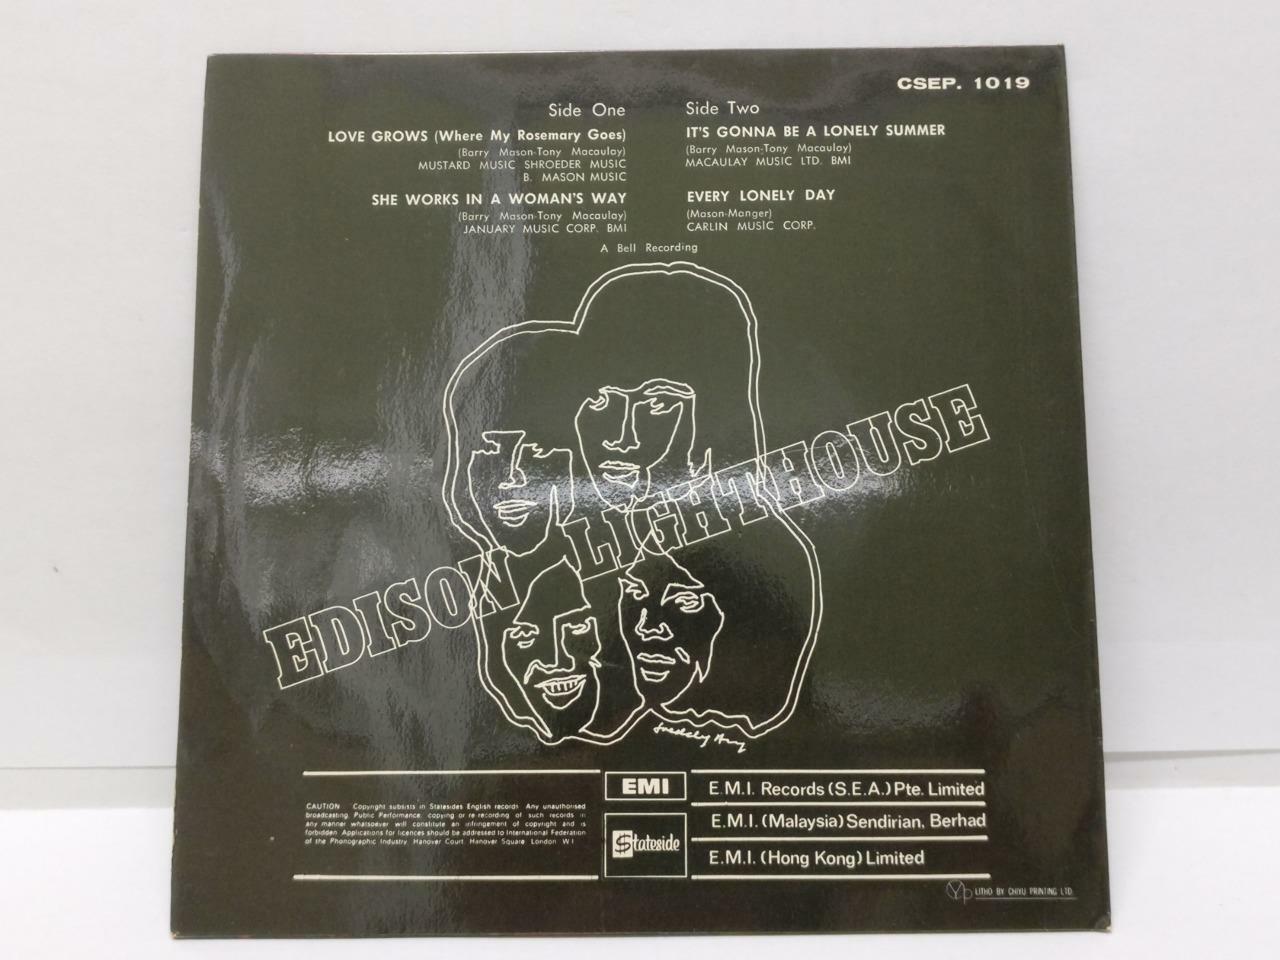 CSEP. 1019
Side One
LOVE GROWS (Where My Rosemary Goes)
(Barry Mason-Tony Macaulay)
MUSTARD MUSIC SHROEDER MUSIC
B. MASON MUSIC
SHE WORKS IN A WOMAN'S WAY
(Barry Mason-Tony Macaulay)
JANUARY MUSIC CORP. BMI
Side Two
IT'S GONNA BE A LONELY SUMMER
(Barry Mason-Tony Macauloy)
MACAULAY MUSIC LTD. BMI
EVERY LONELY DAY
(Mason-Manger)
CARLIN MUSIC CORP.
A Bell Recording
EDISON LIGHTHOUSE
CAUTION Copyright subsists in Statesides English records Any unauthorised
broadcasting, Public Performance, copying or re-recording of such records in
any manner whatsoever will constitute an infringement of copyright and is
forbidden. Applications for licences should be addressed to International Federation
of the Phonographic Industry, Hanover Court, Hanover Square, London W.1
EMI
Stateside
E.M.I. Records (S.E.A.) Pte. Limited
E.M.I. (Malaysia) Sendirian, Berhad
E.M.I. (Hong Kong) Limited
YP LITHO BY CHIYU PRINTING LTD.